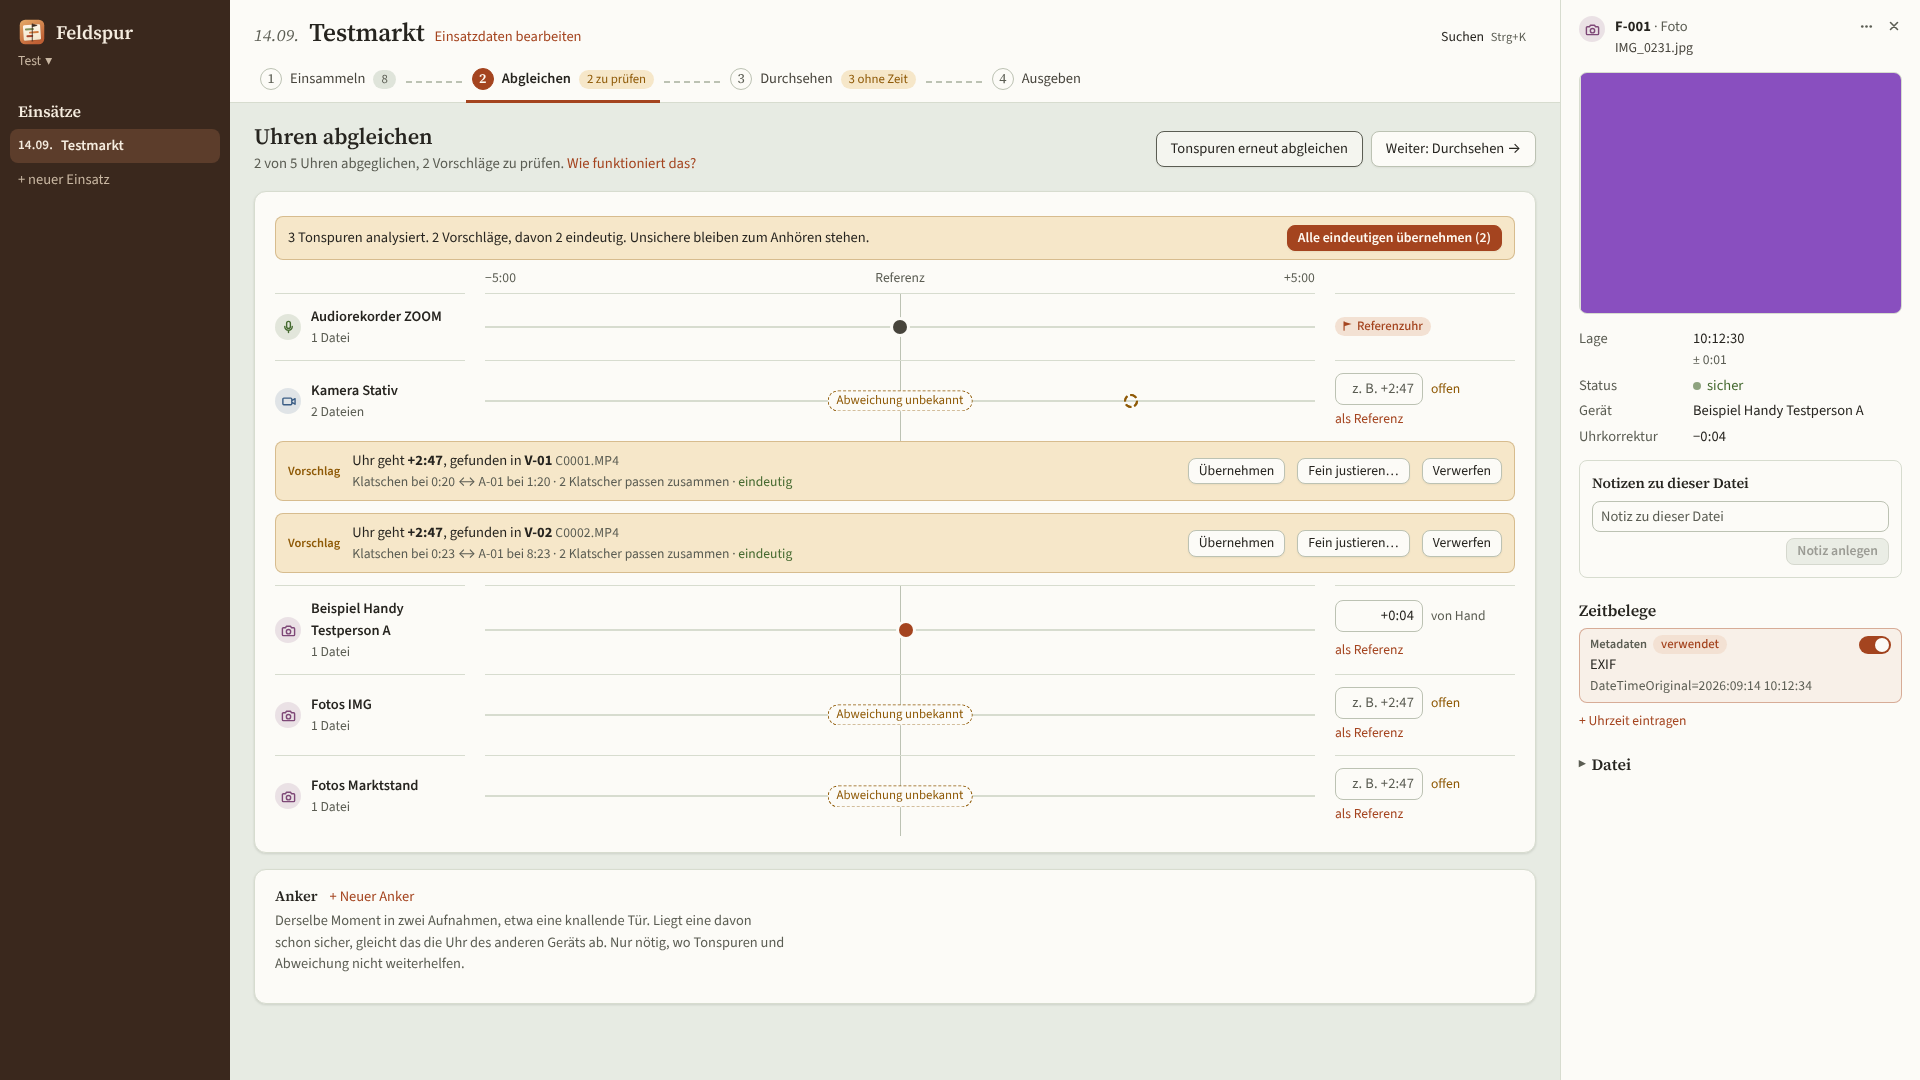 Feldspur
Test ▾
Einsätze
14.09. Testmarkt
+ neuer Einsatz
14.09. Testmarkt Einsatzdaten bearbeiten
Suchen Strg+K
1 Einsammeln 8
2 Abgleichen 2 zu prüfen
3 Durchsehen 3 ohne Zeit
4 Ausgeben
Uhren abgleichen
2 von 5 Uhren abgeglichen, 2 Vorschläge zu prüfen. Wie funktioniert das?
Tonspuren erneut abgleichen
Weiter: Durchsehen →
3 Tonspuren analysiert. 2 Vorschläge, davon 2 eindeutig. Unsichere bleiben zum Anhören stehen.
Alle eindeutigen übernehmen (2)
−5:00 Referenz +5:00
Audiorekorder ZOOM
1 Datei
Referenzuhr
Kamera Stativ
2 Dateien
Abweichung unbekannt
z. B. +2:47 offen
als Referenz
Vorschlag
Uhr geht +2:47, gefunden in V-01 C0001.MP4
Klatschen bei 0:20 ↔ A-01 bei 1:20 · 2 Klatscher passen zusammen · eindeutig
Übernehmen
Fein justieren…
Verwerfen
Vorschlag
Uhr geht +2:47, gefunden in V-02 C0002.MP4
Klatschen bei 0:23 ↔ A-01 bei 8:23 · 2 Klatscher passen zusammen · eindeutig
Übernehmen
Fein justieren…
Verwerfen
Beispiel Handy
Testperson A
1 Datei
+0:04 von Hand
als Referenz
Fotos IMG
1 Datei
Abweichung unbekannt
z. B. +2:47 offen
als Referenz
Fotos Marktstand
1 Datei
Abweichung unbekannt
z. B. +2:47 offen
als Referenz
Anker + Neuer Anker
Derselbe Moment in zwei Aufnahmen, etwa eine knallende Tür. Liegt eine davon
schon sicher, gleicht das die Uhr des anderen Geräts ab. Nur nötig, wo Tonspuren und
Abweichung nicht weiterhelfen.
F-001 · Foto
IMG_0231.jpg
Lage 10:12:30
± 0:01
Status sicher
Gerät Beispiel Handy Testperson A
Uhrkorrektur −0:04
Notizen zu dieser Datei
Notiz zu dieser Datei
Notiz anlegen
Zeitbelege
Metadaten verwendet
EXIF
DateTimeOriginal=2026:09:14 10:12:34
+ Uhrzeit eintragen
Datei